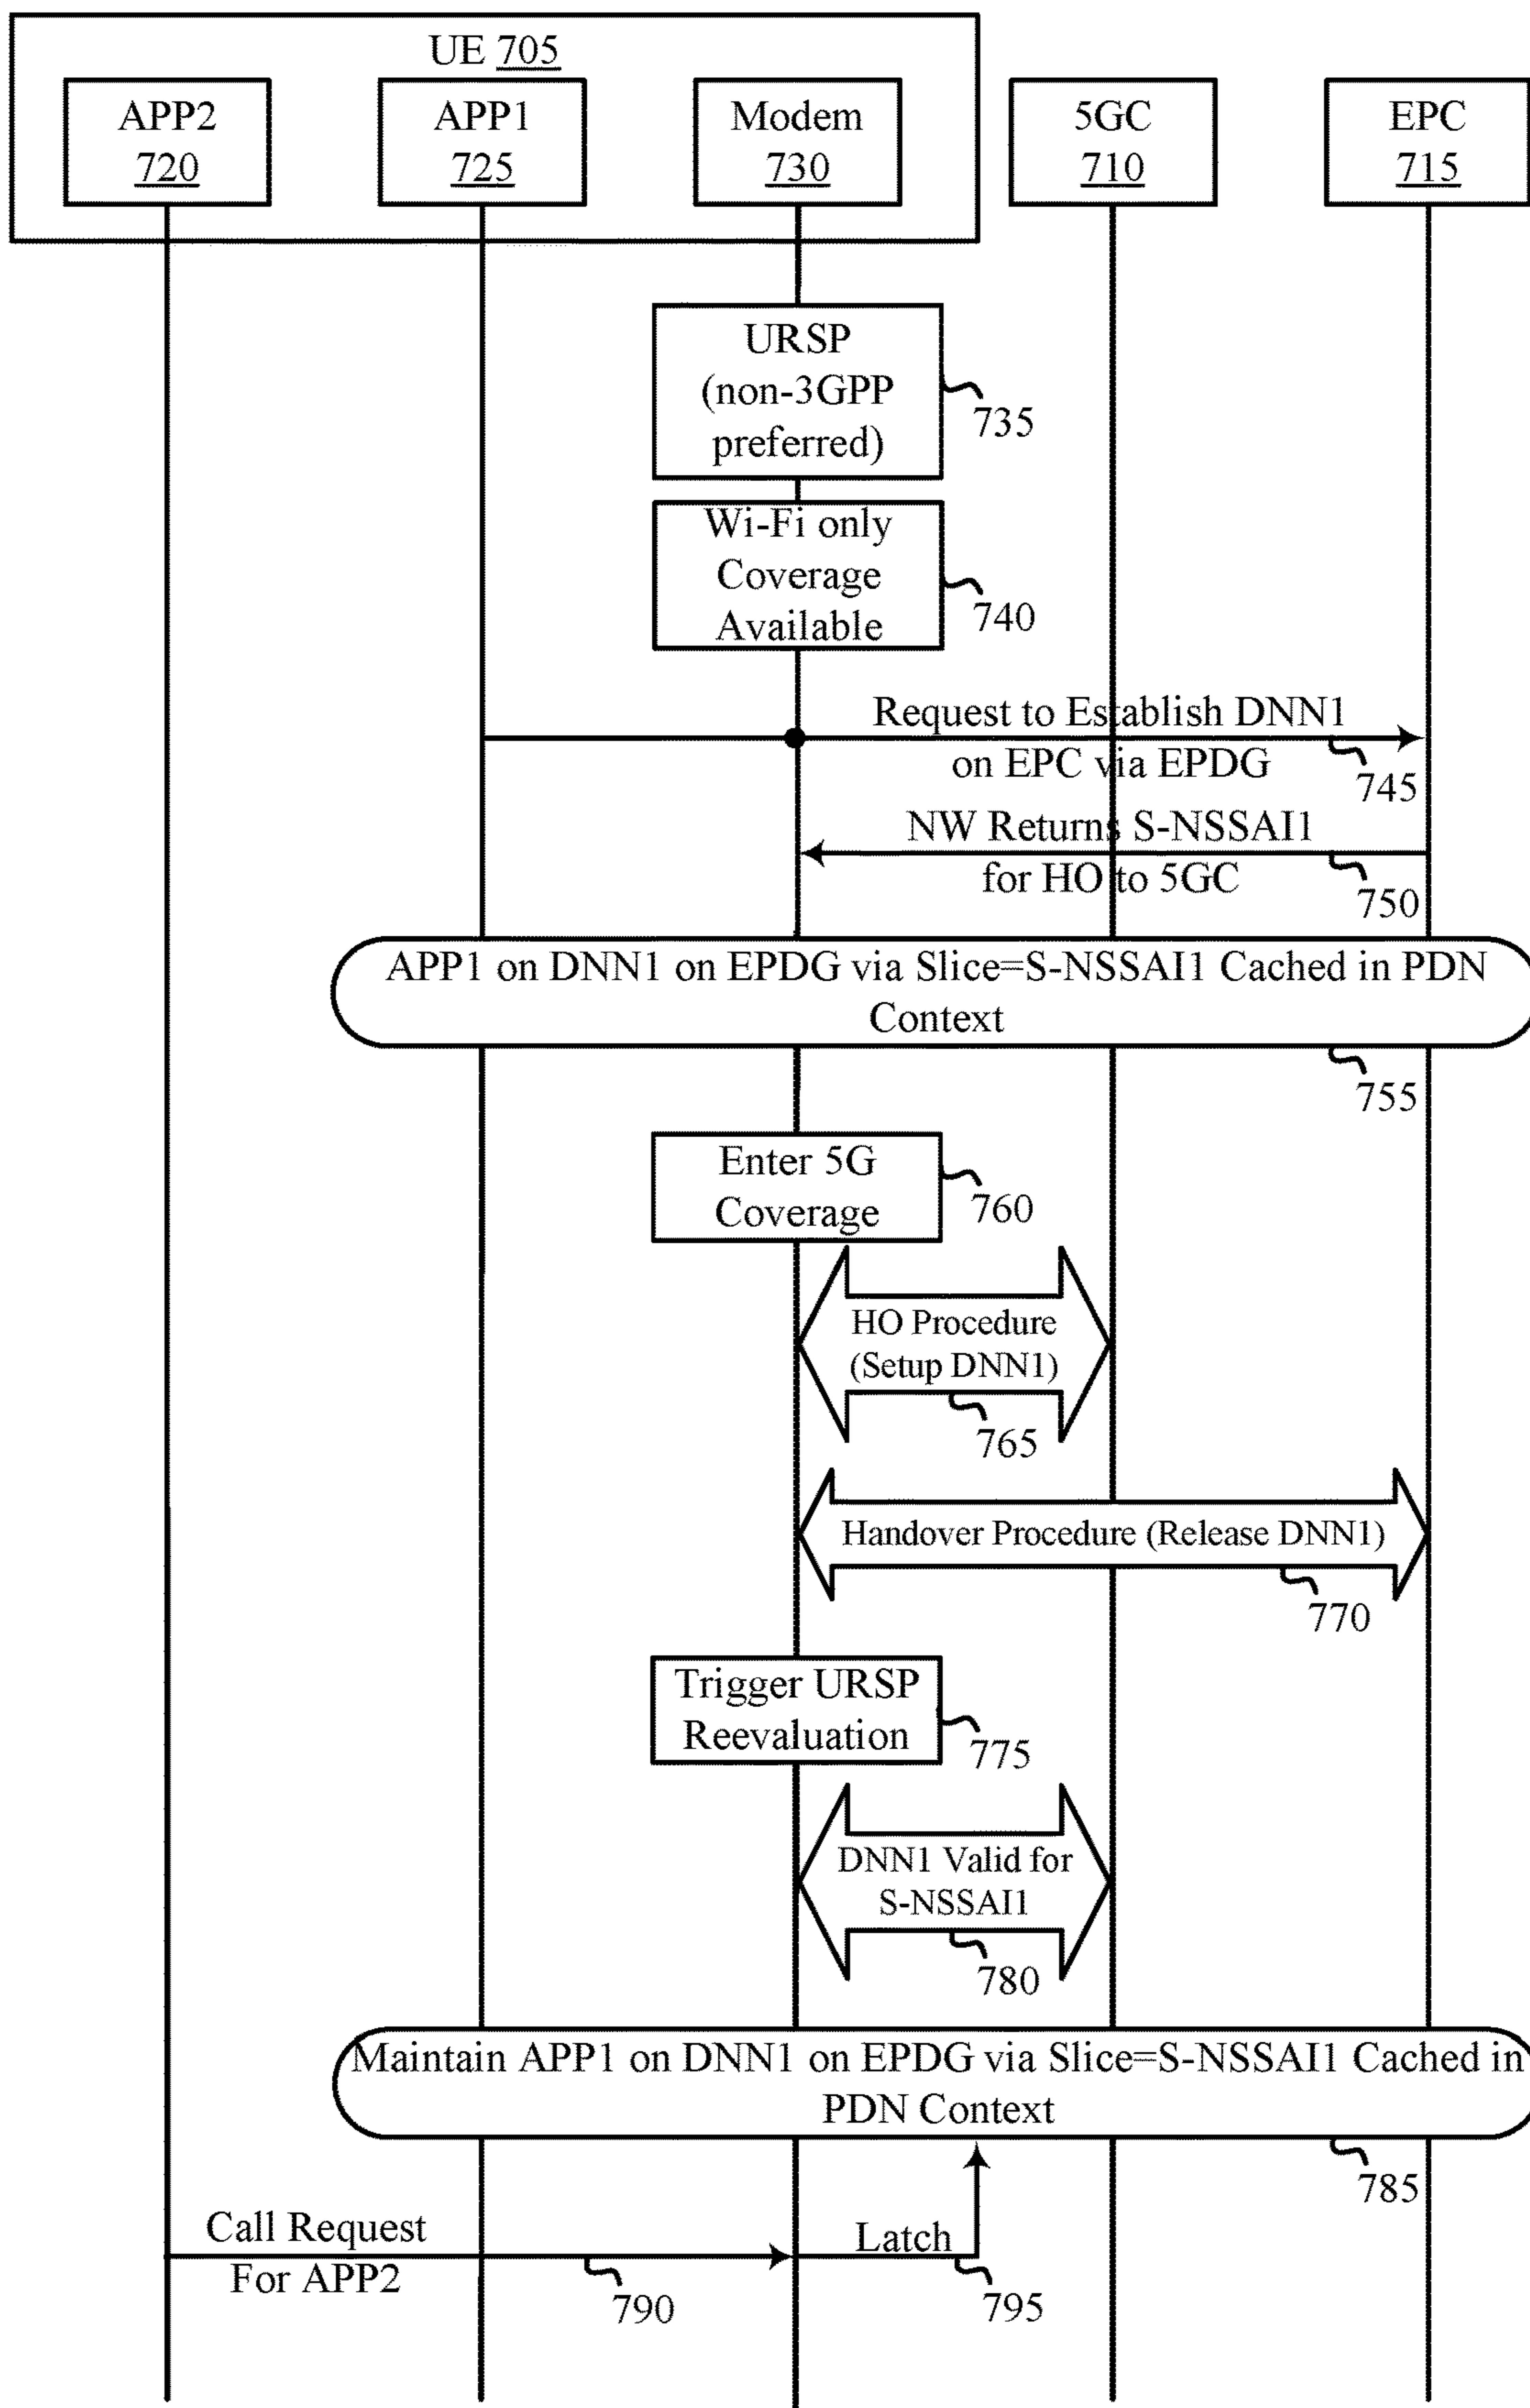 UE 705
APP2
720
APP1
725
Modem
730
5GC
710
EPC
715
URSP
(non-3GPP
preferred)
735
Wi-Fi only
Coverage
Available
740
Request to Establish DNN1
on EPC via EPDG
745
NW Returns S-NSSAI1
for HO to 5GC
750
APP1 on DNN1 on EPDG via Slice=S-NSSAI1 Cached in PDN
Context
755
Enter 5G
Coverage
760
HO Procedure
(Setup DNN1)
765
Handover Procedure (Release DNN1)
770
Trigger URSP
Reevaluation
775
DNN1 Valid for
S-NSSAI1
780
Maintain APP1 on DNN1 on EPDG via Slice=S-NSSAI1 Cached in
PDN Context
785
Call Request
For APP2
790
Latch
795